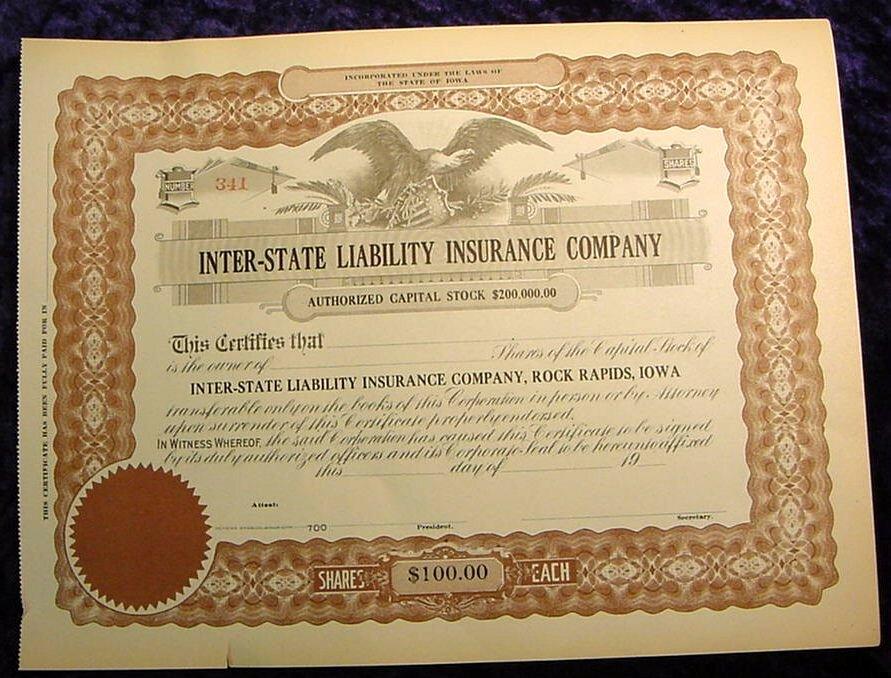 INCORPORATED UNDER THE LAWS OF
THE STATE OF IOWA
NUMBER
341
SHARES
INTER-STATE LIABILITY INSURANCE COMPANY
AUTHORIZED CAPITAL STOCK $200,000.00
This Certifies that
is the owner of Shares of the Capital Stock of
INTER-STATE LIABILITY INSURANCE COMPANY, ROCK RAPIDS, IOWA
transferable only on the books of this Corporation in person or by Attorney
upon surrender of this Certificate properly endorsed.
IN WITNESS WHEREOF, the said Corporation has caused this Certificate to be signed
by its duly authorized officers and its Corporate Seal to be hereunto affixed
this day of 19
Attest:
700
President.
Secretary.
SHARES $100.00 EACH
THIS CERTIFICATE HAS BEEN FULLY PAID FOR IN